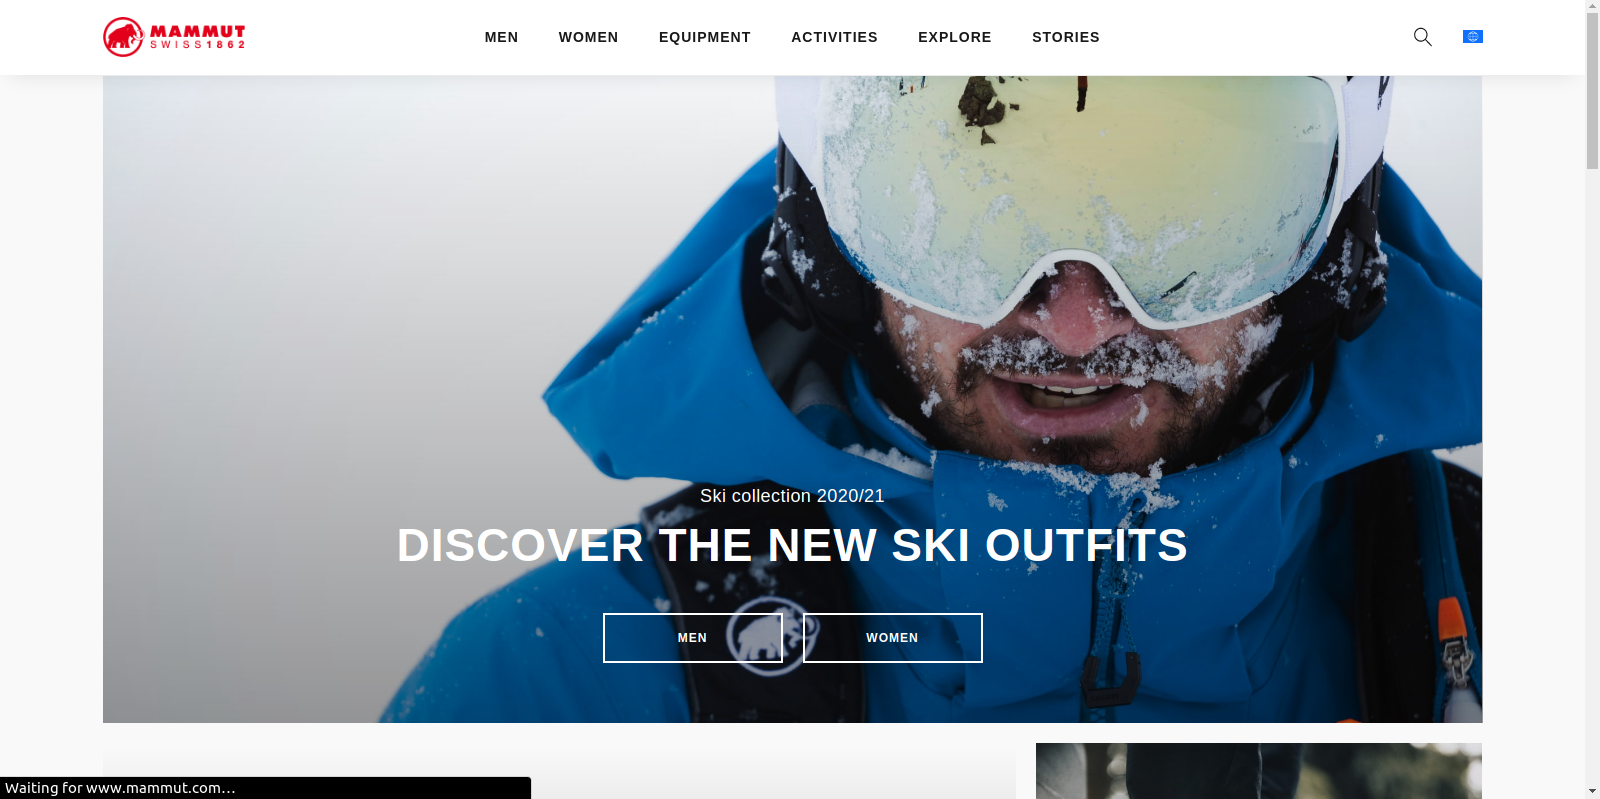 MAMMUT
SWISS 1862
MEN
WOMEN
EQUIPMENT
ACTIVITIES
EXPLORE
STORIES
Ski collection 2020/21
DISCOVER THE NEW SKI OUTFITS
MEN
WOMEN
Waiting for www.mammut.com...